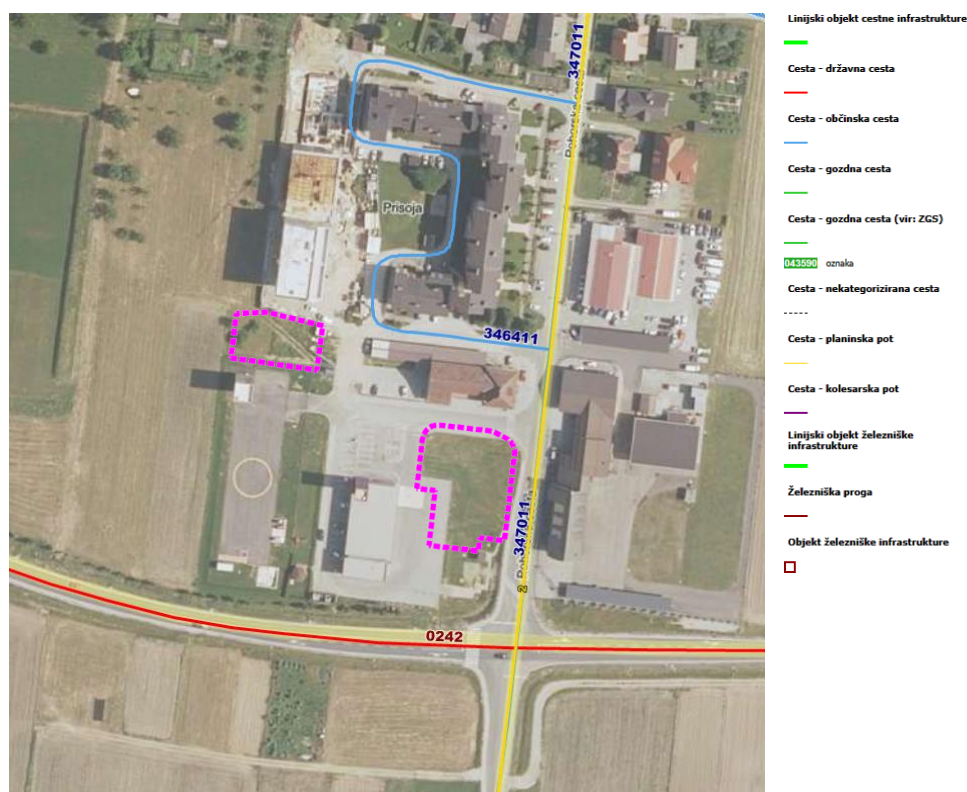 347011
Prisoja
346411
347011
2
0242
Linijski objekt cestne infrastrukture
Cesta - državna cesta
Cesta - občinska cesta
Cesta - gozdna cesta
Cesta - gozdna cesta (vir: ZGS)
043590 oznaka
Cesta - nekategorizirana cesta
Cesta - planinska pot
Cesta - kolesarska pot
Linijski objekt železniške
infrastrukture
Železniška proga
Objekt železniške infrastrukture